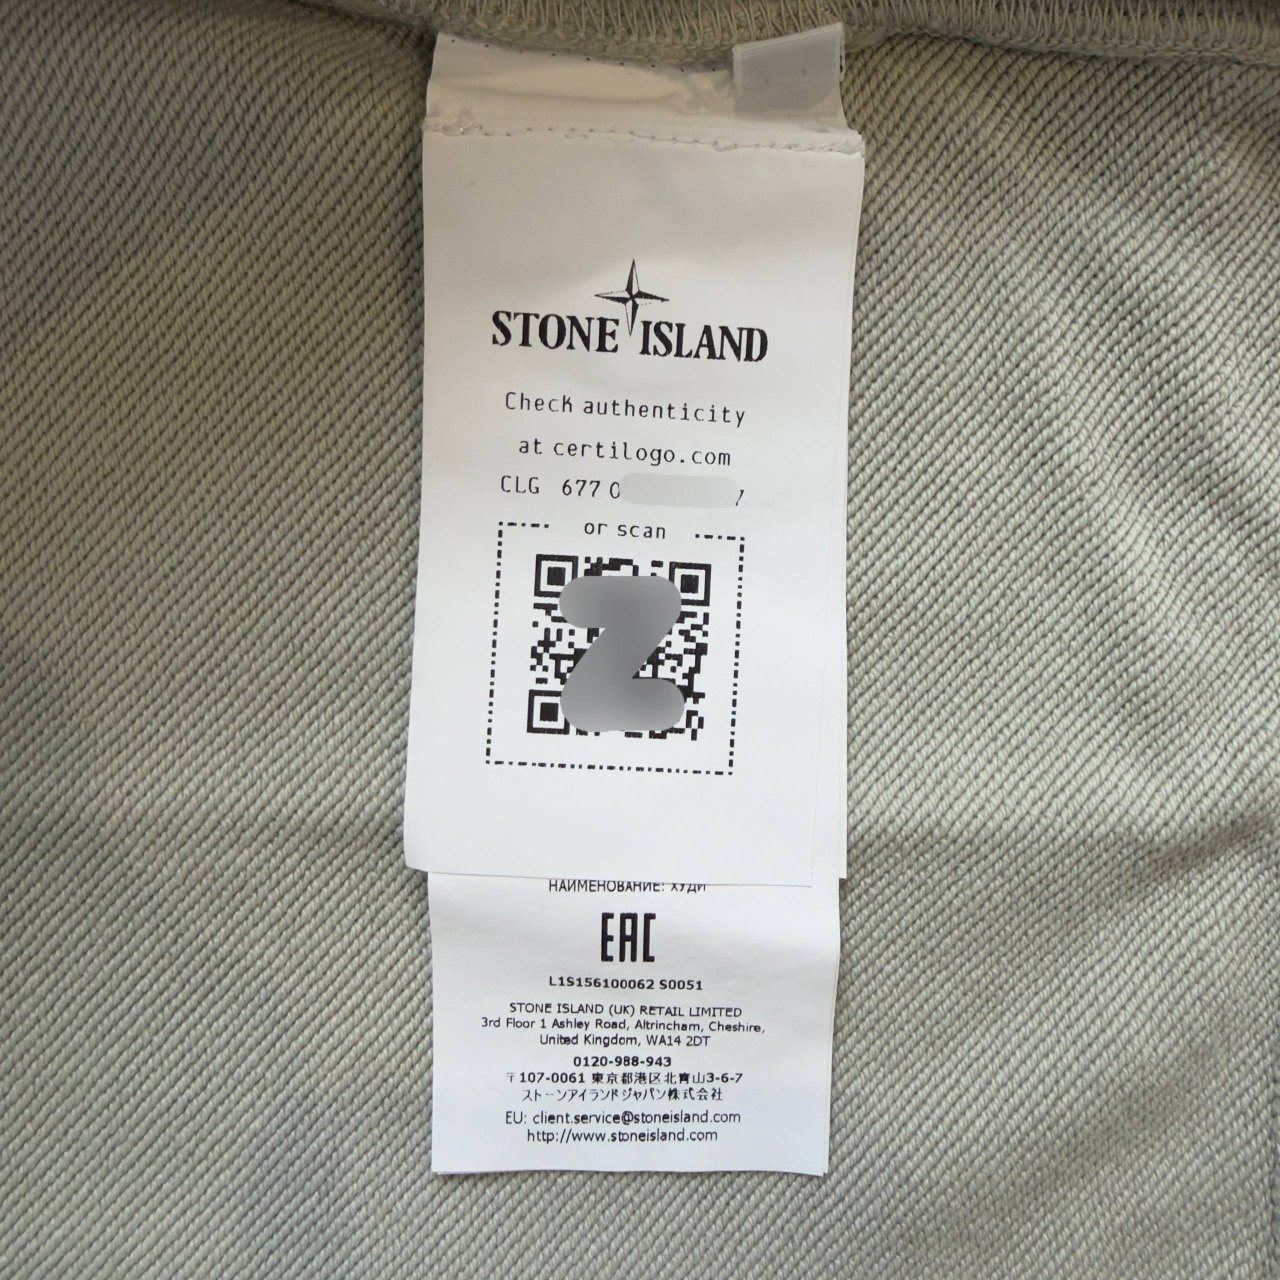 STONE ISLAND
Check authenticity
at certilogo.com
CLG 677 0
or scan
НАИМЕНОВАНИЕ: ХУДИ
EAC
L1S156100062 S0051
STONE ISLAND (UK) RETAIL LIMITED
3rd Floor 1 Ashley Road, Altrincham, Cheshire,
United Kingdom, WA14 2DT
0120-988-943
〒107-0061 東京都港区北青山3-6-7
ストーンアイランドジャパン株式会社
EU: client.service@stoneisland.com
http://www.stoneisland.com